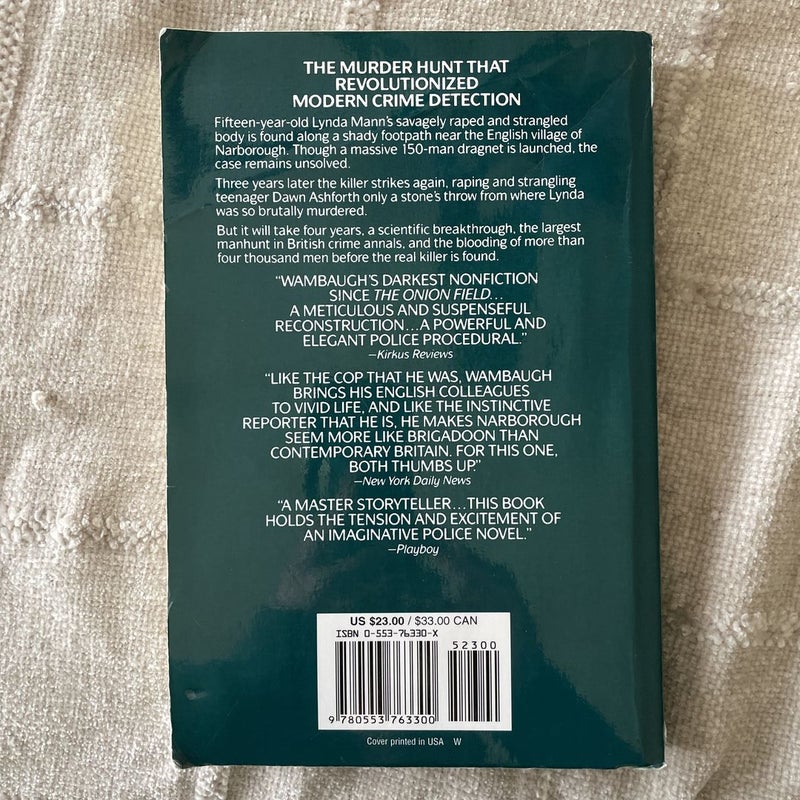 THE MURDER HUNT THAT
REVOLUTIONIZED
MODERN CRIME DETECTION
Fifteen-year-old Lynda Mann's savagely raped and strangled
body is found along a shady footpath near the English village of
Narborough. Though a massive 150-man dragnet is launched, the
case remains unsolved.
Three years later the killer strikes again, raping and strangling
teenager Dawn Ashforth only a stone's throw from where Lynda
was so brutally murdered.
But it will take four years, a scientific breakthrough, the largest
manhunt in British crime annals, and the blooding of more than
four thousand men before the real killer is found.
"WAMBAUGH'S DARKEST NONFICTION
SINCE THE ONION FIELD...
A METICULOUS AND SUSPENSEFUL
RECONSTRUCTION...A POWERFUL AND
ELEGANT POLICE PROCEDURAL."
—Kirkus Reviews
"LIKE THE COP THAT HE WAS, WAMBAUGH
BRINGS HIS ENGLISH COLLEAGUES
TO VIVID LIFE, AND LIKE THE INSTINCTIVE
REPORTER THAT HE IS, HE MAKES NARBOROUGH
SEEM MORE LIKE BRIGADOON THAN
CONTEMPORARY BRITAIN. FOR THIS ONE,
BOTH THUMBS UP."
—New York Daily News
"A MASTER STORYTELLER...THIS BOOK
HOLDS THE TENSION AND EXCITEMENT OF
AN IMAGINATIVE POLICE NOVEL."
—Playboy
US $23.00 / $33.00 CAN
ISBN 0-553-76330-X
52300
9 780553 763300
Cover printed in USA W